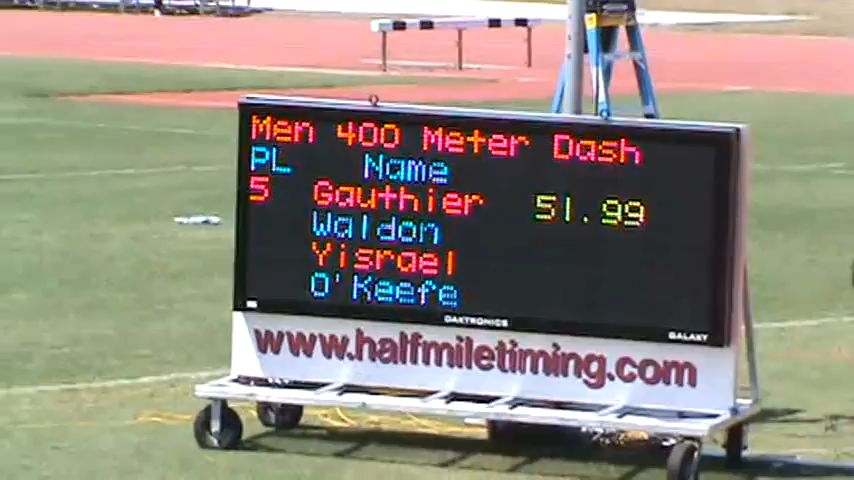 Men 400 Meter Dash
PL Name
5 Gauthier 51.99
Waldon
Yisrael
O'Keefe
DAKTRONICS GALAXY
www.halfmiletiming.com